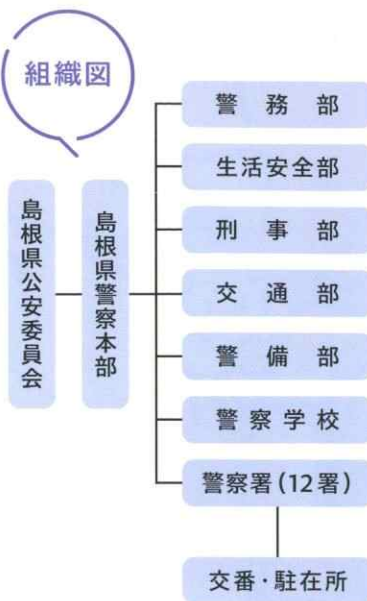 組織図
島根県公安委員会
島根県警察本部
警務部
生活安全部
刑事部
交通部
警備部
警察学校
警察署(12署)
交番・駐在所